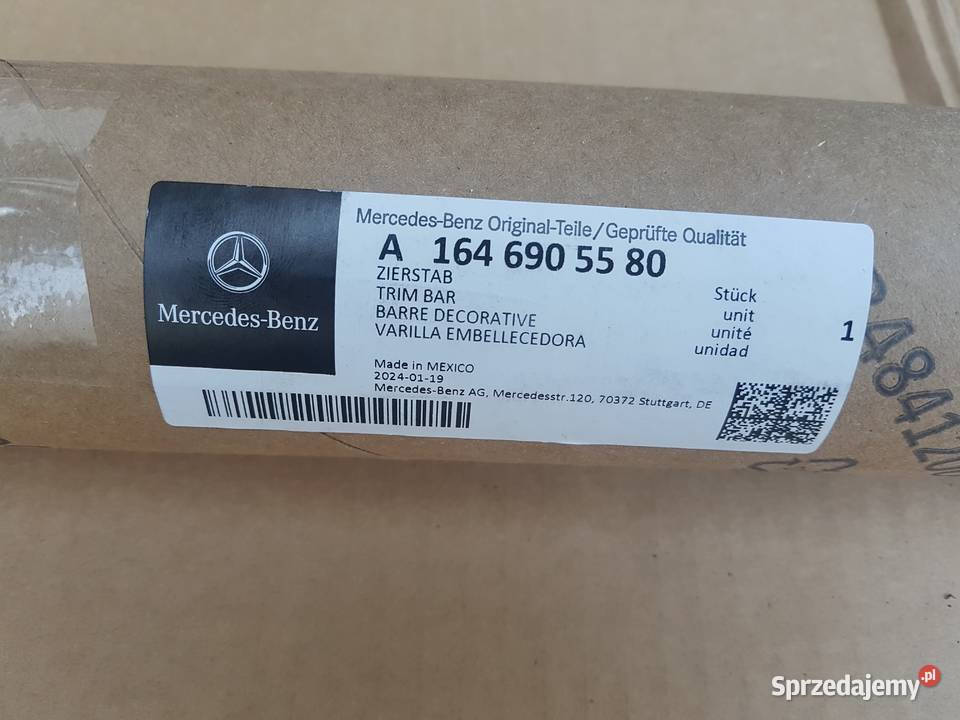 Mercedes-Benz
Mercedes-Benz Original-Teile/Geprüfte Qualität
A 164 690 55 80
ZIERSTAB
TRIM BAR
BARRE DECORATIVE
VARILLA EMBELLECEDORA
Stück
unit
unité
unidad
1
Made in MEXICO
2024-01-19
Mercedes-Benz AG, Mercedesstr.120, 70372 Stuttgart, DE
Sprzedajemy.pl